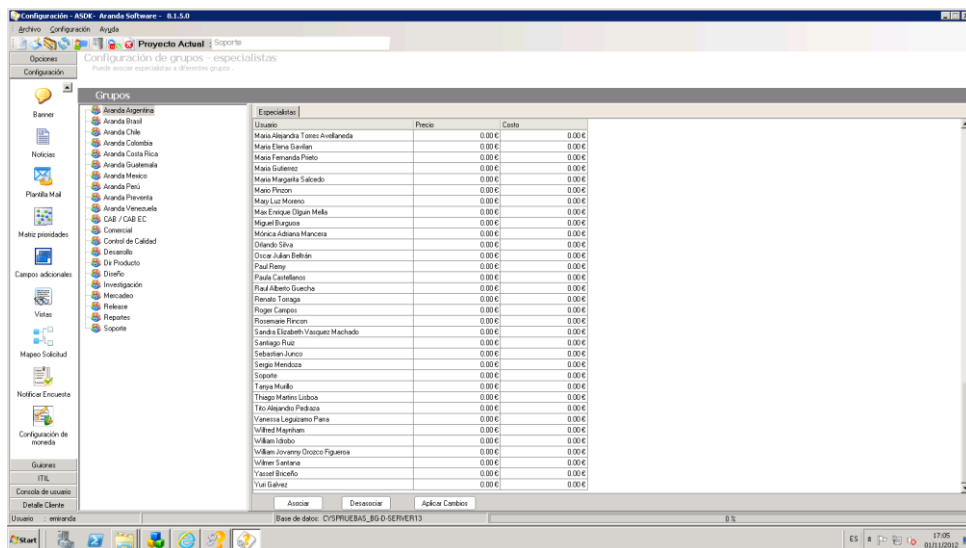 Configuración - ASDK- Aranda Software - 8.1.5.0
Archivo Configuración Ayuda
Proyecto Actual : Soporte
Opciones
Configuración
Configuración de grupos - especialistas
Puede asociar especialistas a diferentes grupos .
Banner
Noticias
Plantilla Mail
Matriz prioridades
Campos adicionales
Vistas
Mapeo Solicitud
Notificar Encuesta
Configuración de
moneda
Guiones
ITIL
Consola de usuario
Detalle Cliente
Grupos
Aranda Argentina
Aranda Brasil
Aranda Chile
Aranda Colombia
Aranda Costa Rica
Aranda Guatemala
Aranda Mexico
Aranda Perú
Aranda Preventa
Aranda Venezuela
CAB / CAB EC
Comercial
Control de Calidad
Desarrollo
Dir Producto
Diseño
Investigación
Mercadeo
Release
Reportes
Soporte
Especialistas
Usuario Precio Costo
Maria Alejandra Torres Avellaneda 0.00 € 0.00 €
Maria Elena Gavilan 0.00 € 0.00 €
Maria Fernanda Prieto 0.00 € 0.00 €
Maria Gutierrez 0.00 € 0.00 €
Maria Margarita Salcedo 0.00 € 0.00 €
Mario Pinzon 0.00 € 0.00 €
Mary Luz Moreno 0.00 € 0.00 €
Max Enrique Olguin Mella 0.00 € 0.00 €
Miguel Burgoa 0.00 € 0.00 €
Mónica Adriana Mancera 0.00 € 0.00 €
Orlando Silva 0.00 € 0.00 €
Oscar Julian Beltrán 0.00 € 0.00 €
Paul Remy 0.00 € 0.00 €
Paula Castellanos 0.00 € 0.00 €
Raul Alberto Guecha 0.00 € 0.00 €
Renato Torraga 0.00 € 0.00 €
Roger Campos 0.00 € 0.00 €
Rosemarie Rincon 0.00 € 0.00 €
Sandra Elizabeth Vasquez Machado 0.00 € 0.00 €
Santiago Ruiz 0.00 € 0.00 €
Sebastian Junco 0.00 € 0.00 €
Sergio Mendoza 0.00 € 0.00 €
Soporte 0.00 € 0.00 €
Tanya Murillo 0.00 € 0.00 €
Thiago Martins Lisboa 0.00 € 0.00 €
Tito Alejandro Pedraza 0.00 € 0.00 €
Vanessa Leguizamo Parra 0.00 € 0.00 €
Wilfred Maynham 0.00 € 0.00 €
William Idrobo 0.00 € 0.00 €
William Jovanny Orozco Figueroa 0.00 € 0.00 €
Wilmer Santana 0.00 € 0.00 €
Yassef Briceño 0.00 € 0.00 €
Yuri Galvez 0.00 € 0.00 €
Asociar Desasociar Aplicar Cambios
Usuario : emiranda
Base de datos: CYSPRUEBAS_BG-D-SERVER13
0 %
Start
ES
17:05
01/11/2012